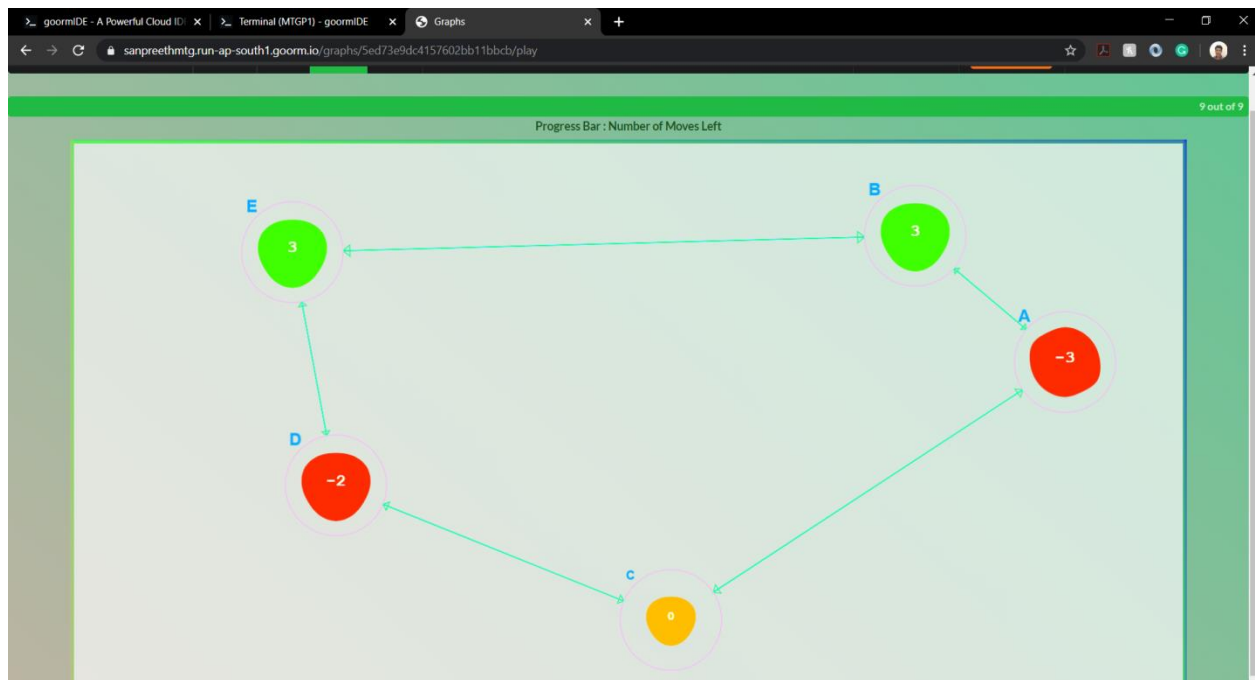 goormIDE - A Powerful Cloud IDE
Terminal (MTGP1) - goormIDE
Graphs
sanpreethmtg.run-ap-south1.goorm.io/graphs/5ed73e9dc4157602bb11bbcb/play
9 out of 9
Progress Bar : Number of Moves Left
E
3
B
3
A
-3
D
-2
C
0